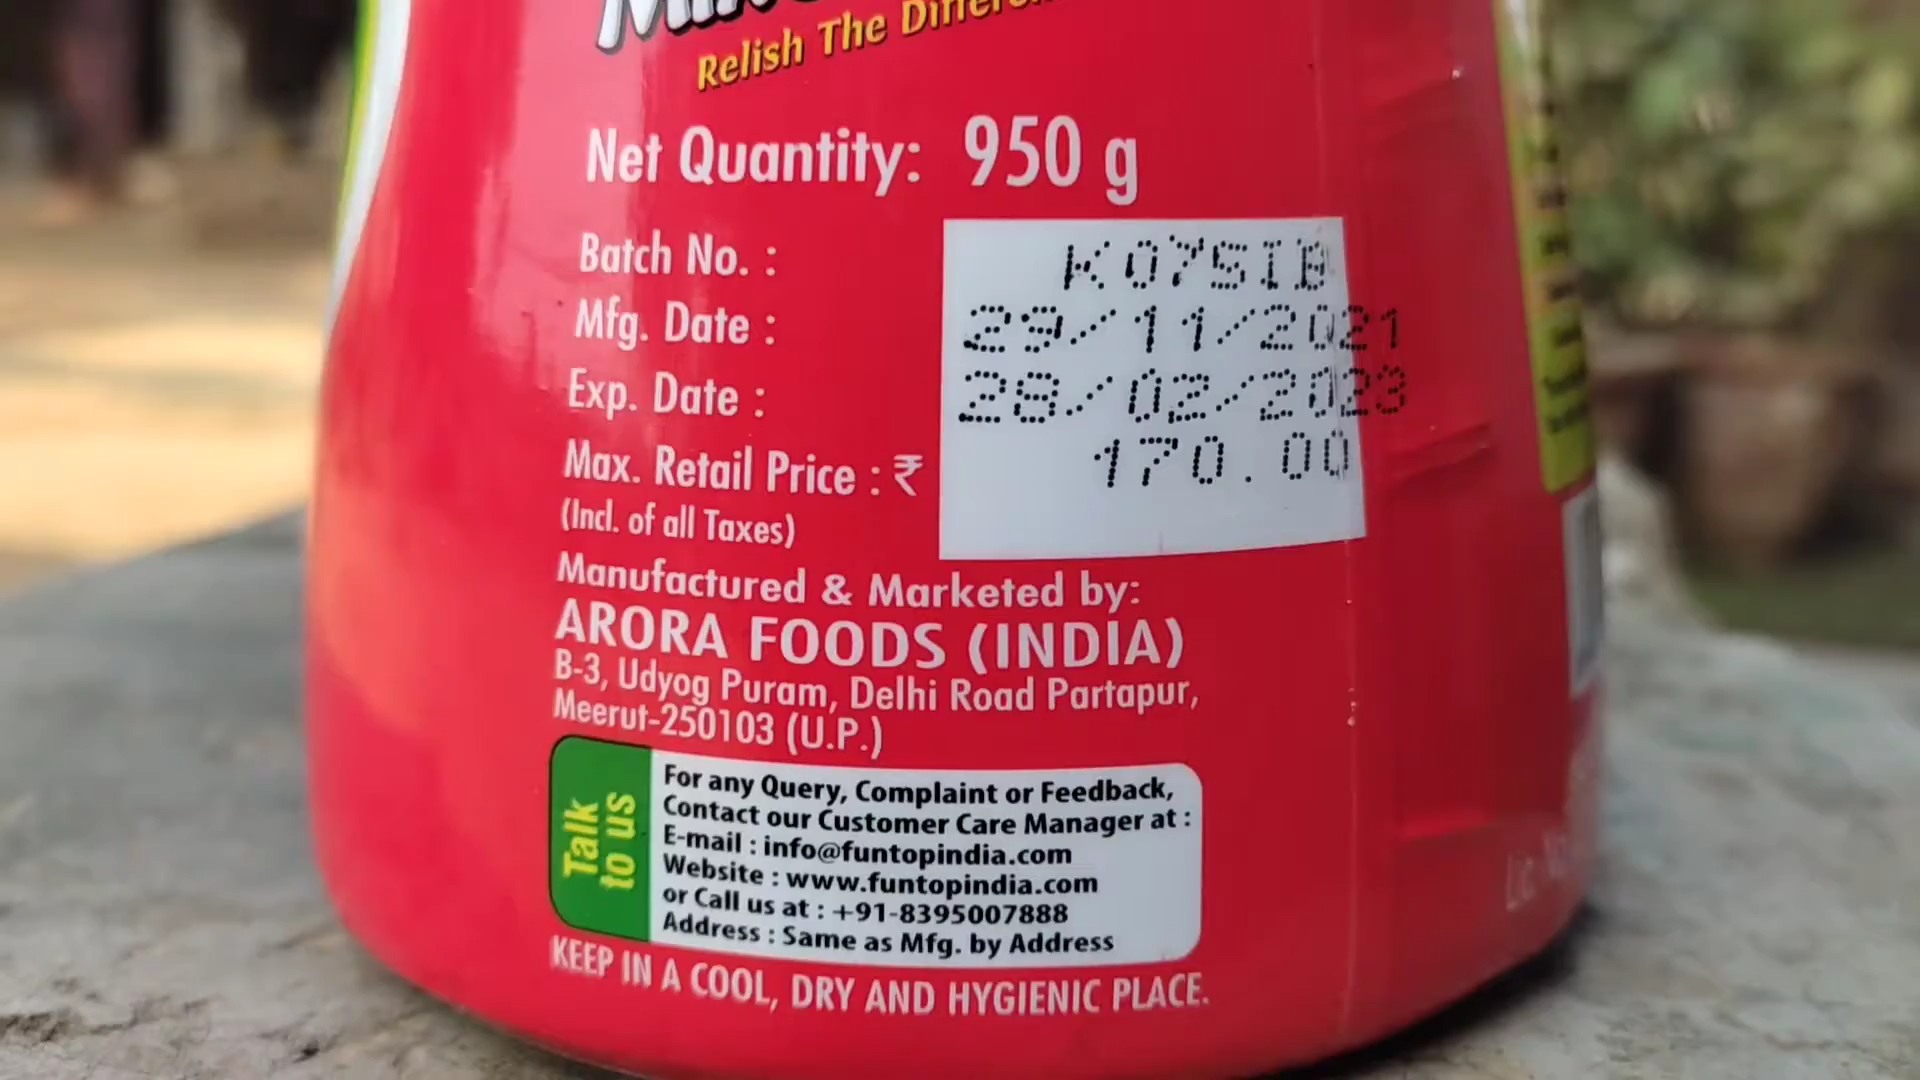 Relish The
Net Quantity: 950 g
Batch No. : K075IB
Mfg. Date : 29/11/2021
Exp. Date : 28/02/2023
Max. Retail Price : ₹ 170.00
(Incl. of all Taxes)
Manufactured & Marketed by:
ARORA FOODS (INDIA)
B-3, Udyog Puram, Delhi Road Partapur,
Meerut-250103 (U.P.)
Talk
to us
For any Query, Complaint or Feedback,
Contact our Customer Care Manager at :
E-mail : info@funtopindia.com
Website : www.funtopindia.com
or Call us at : +91-8395007888
Address : Same as Mfg. by Address
KEEP IN A COOL, DRY AND HYGIENIC PLACE.